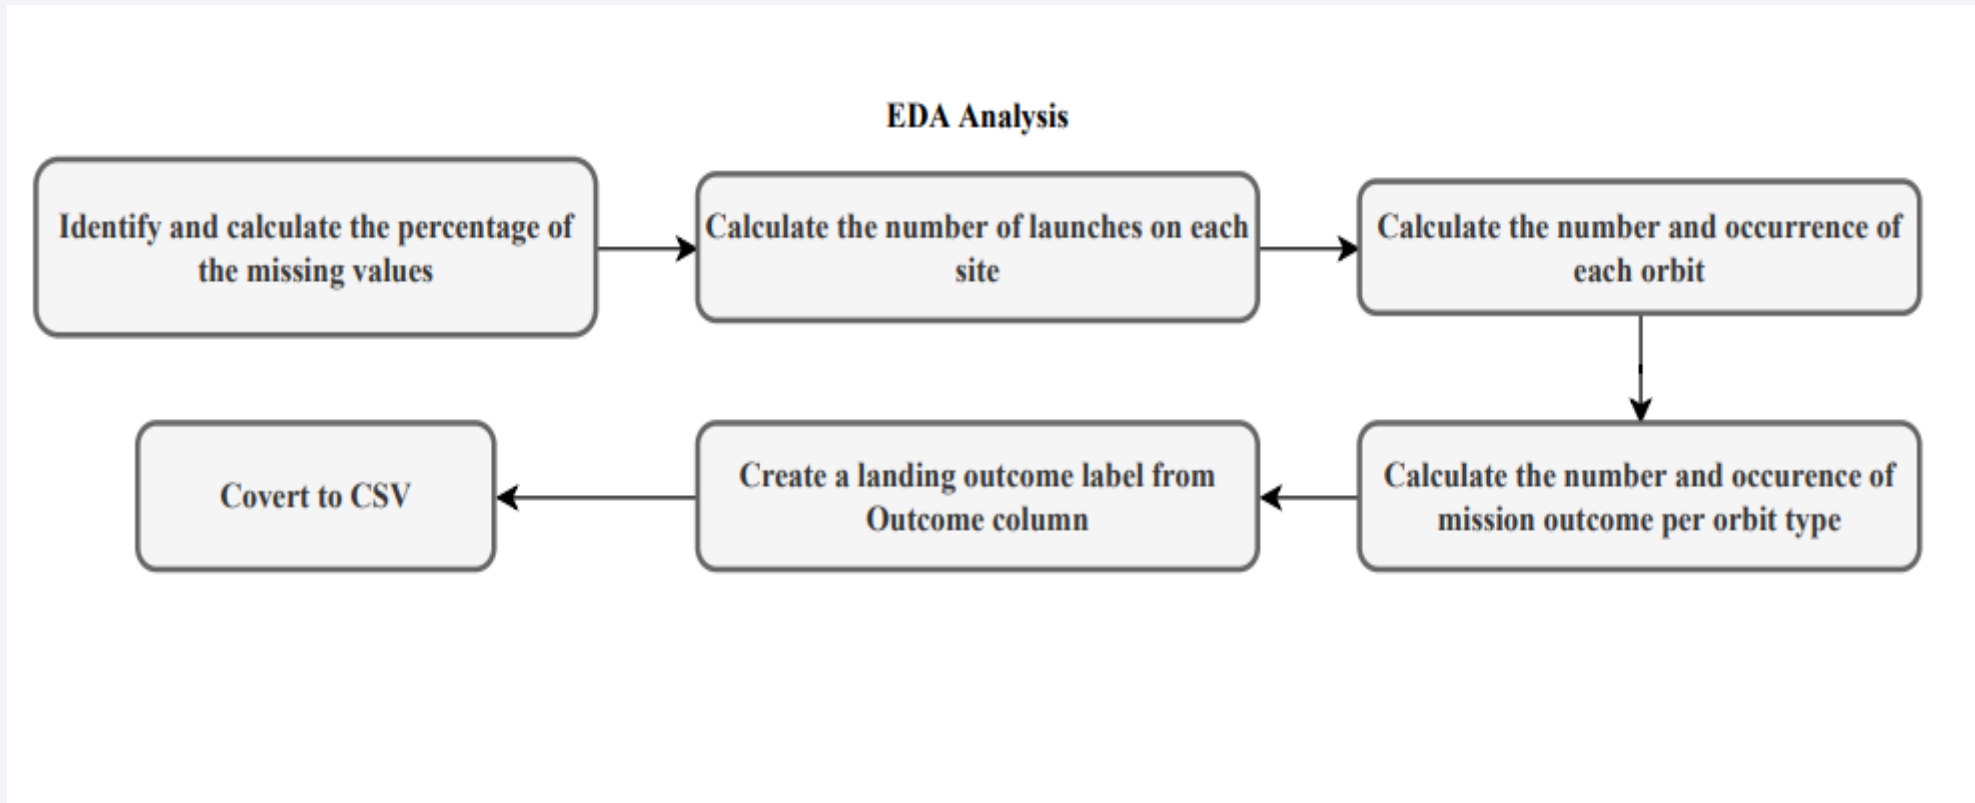 EDA Analysis
Identify and calculate the percentage of
the missing values
Calculate the number of launches on each
site
Calculate the number and occurrence of
each orbit
Calculate the number and occurence of
mission outcome per orbit type
Create a landing outcome label from
Outcome column
Covert to CSV